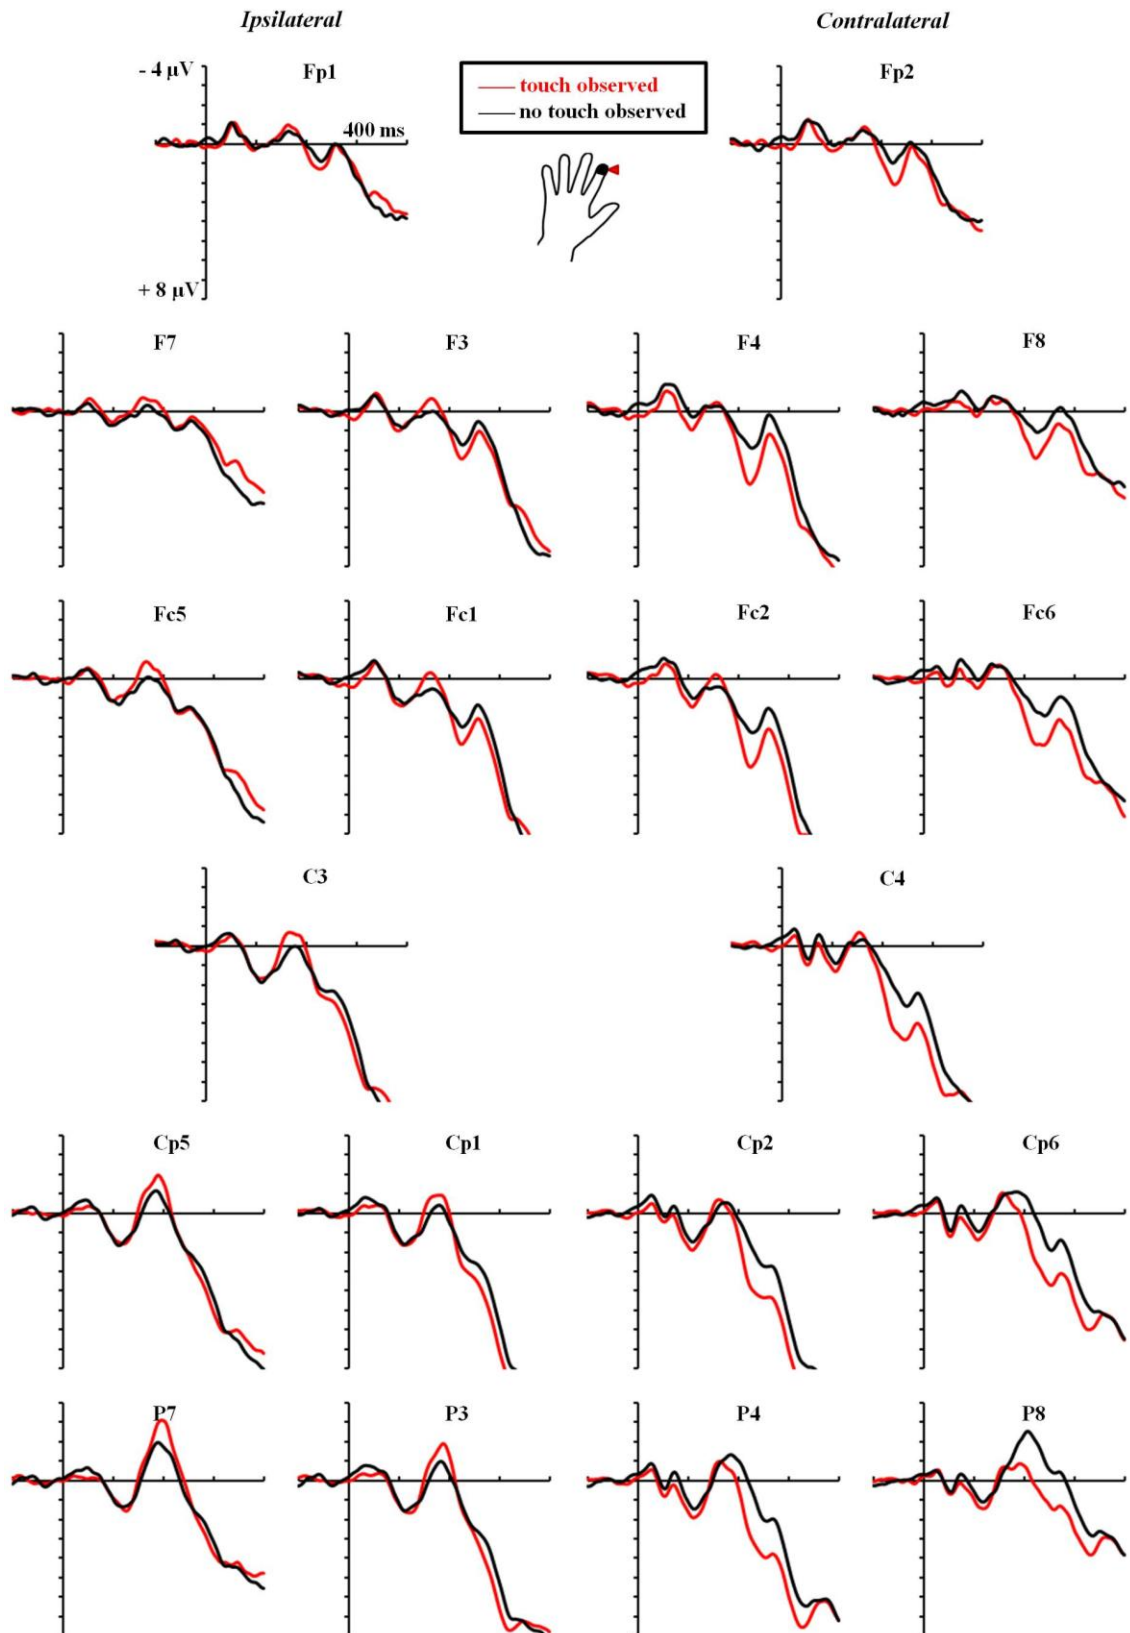 Ipsilateral
Contralateral
- 4 µV
Fp1
touch observed
no touch observed
Fp2
400 ms
+ 8 µV
F7
F3
F4
F8
Fc5
Fc1
Fc2
Fc6
C3
C4
Cp5
Cp1
Cp2
Cp6
P7
P3
P4
P8